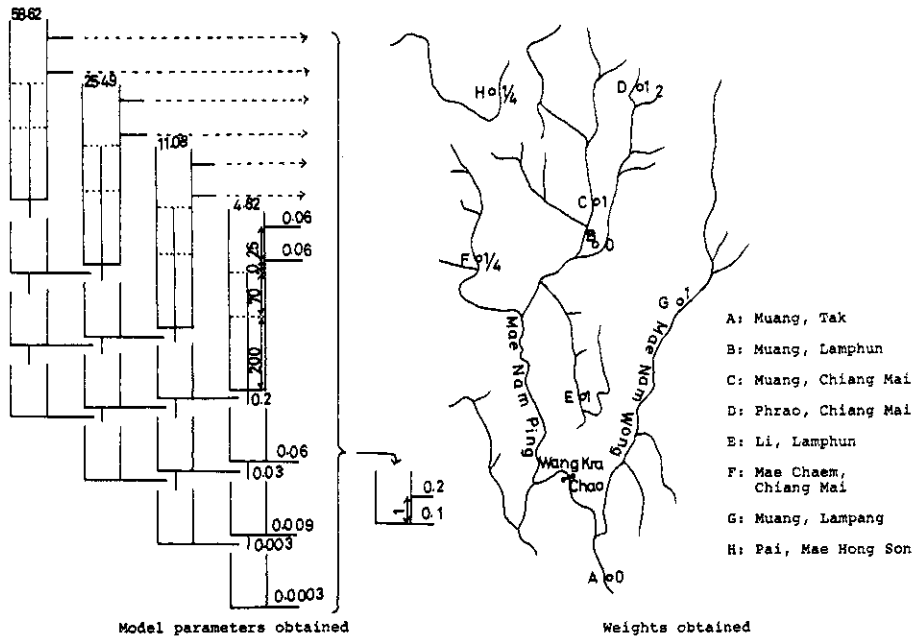 58.62
25.49
11.08
4.82
0.06
0.06
0.25
70
200
0.2
0.06
0.03
0.009
0.003
0.0003
1
0.2
0.1
Model parameters obtained
H 1/4
D 1 2
C 1
B 0
F 1/4
G 1
E
A 0
Mae Nam Ping
Mae Nam Wong
Wang Kra
Chao
A: Muang, Tak
B: Muang, Lamphun
C: Muang, Chiang Mai
D: Phrao, Chiang Mai
E: Li, Lamphun
F: Mae Chaem,
Chiang Mai
G: Muang, Lampang
H: Pai, Mae Hong Son
Weights obtained